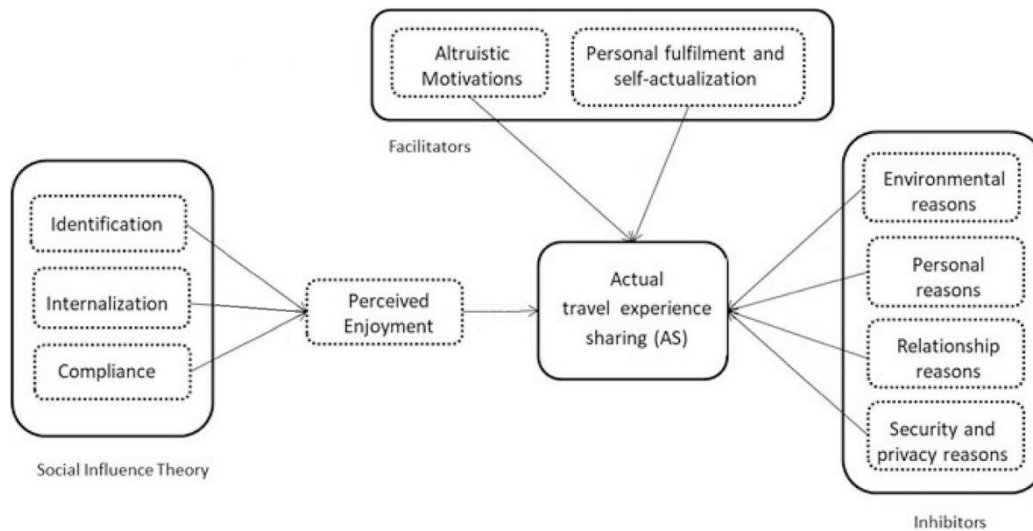 Altruistic
Motivations
Personal fulfilment and
self-actualization
Facilitators
Identification
Internalization
Compliance
Social Influence Theory
Perceived
Enjoyment
Actual
travel experience
sharing (AS)
Environmental
reasons
Personal
reasons
Relationship
reasons
Security and
privacy reasons
Inhibitors